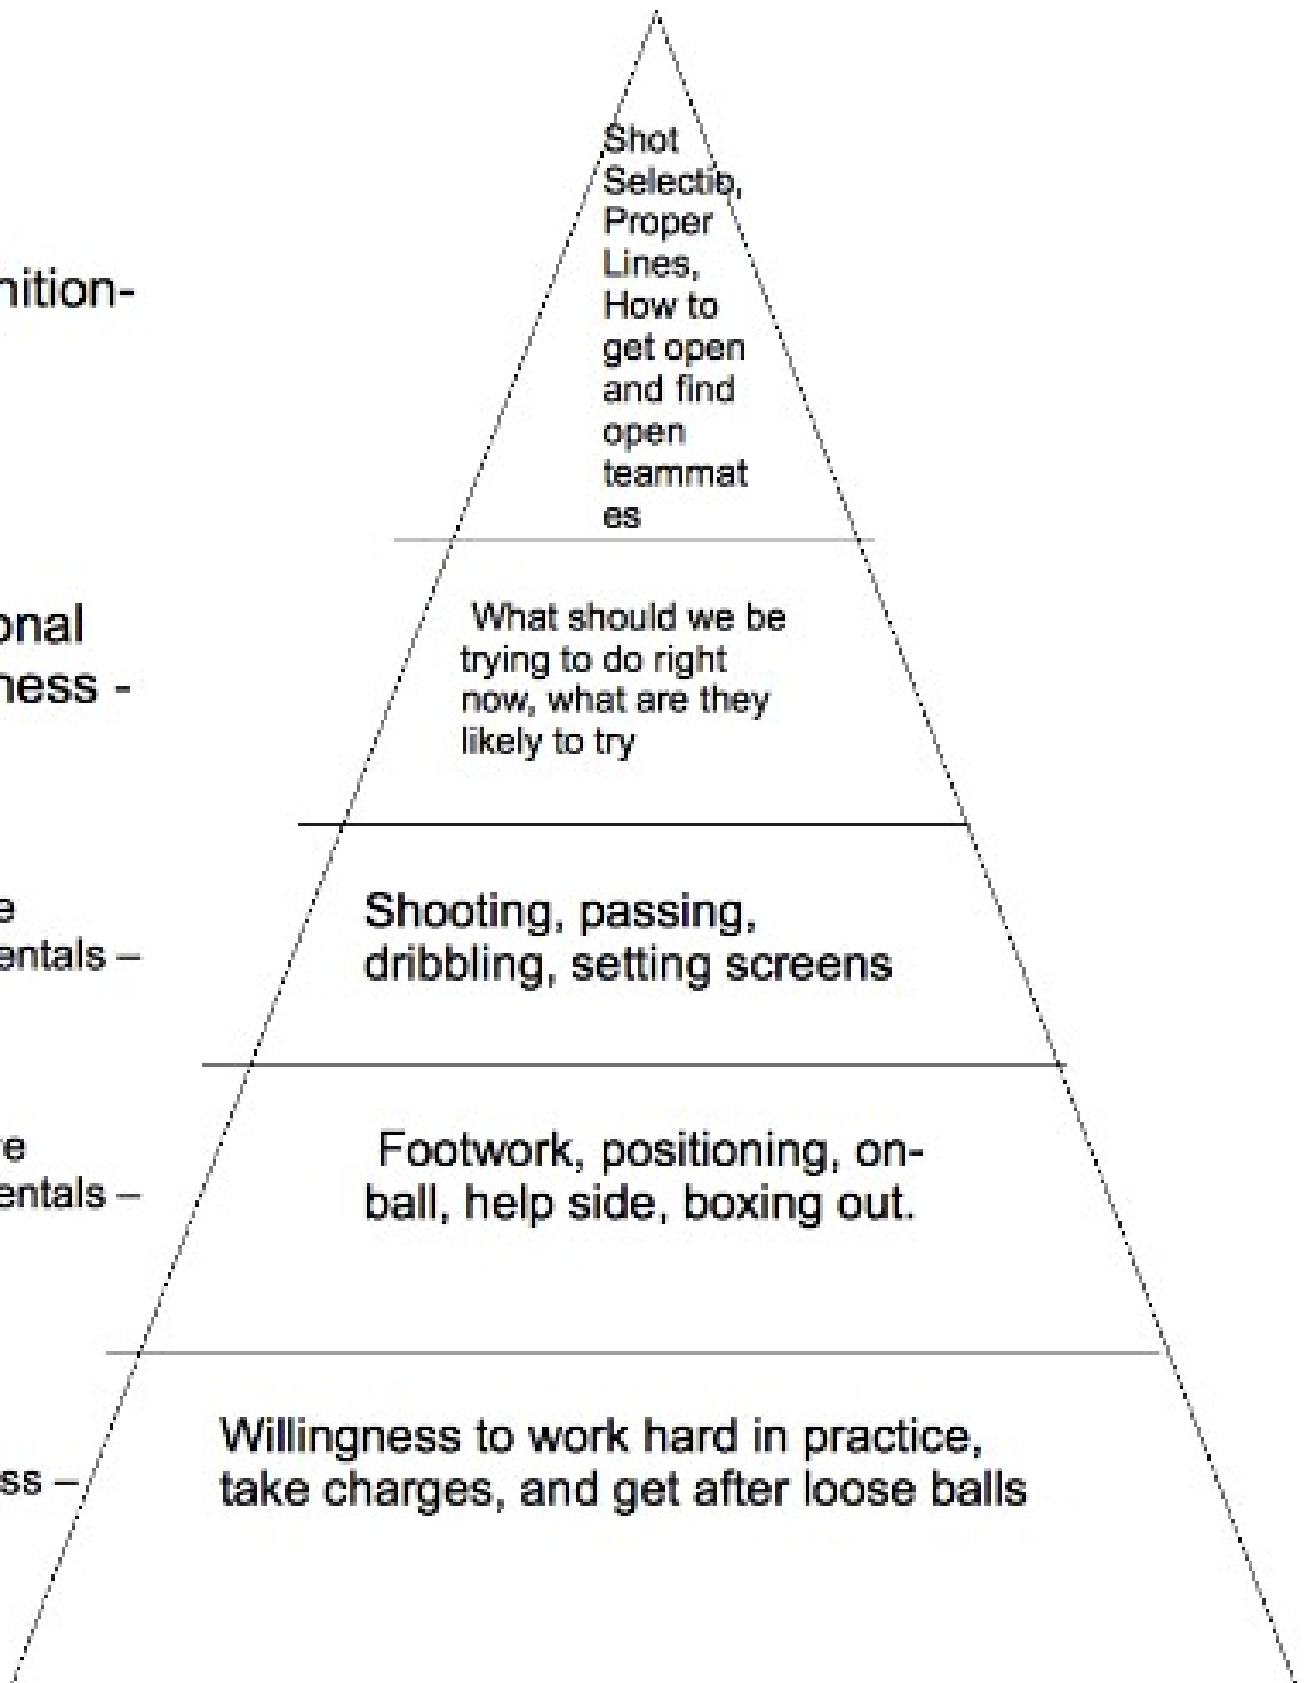 Shot
Selectio,
Proper
Lines,
How to
get open
and find
open
teammat
es
nition-
What should we be
trying to do right
now, what are they
likely to try
onal
ness -
Shooting, passing,
dribbling, setting screens
e
entals –
Footwork, positioning, on-
ball, help side, boxing out.
e
entals –
Willingness to work hard in practice,
take charges, and get after loose balls
ss –